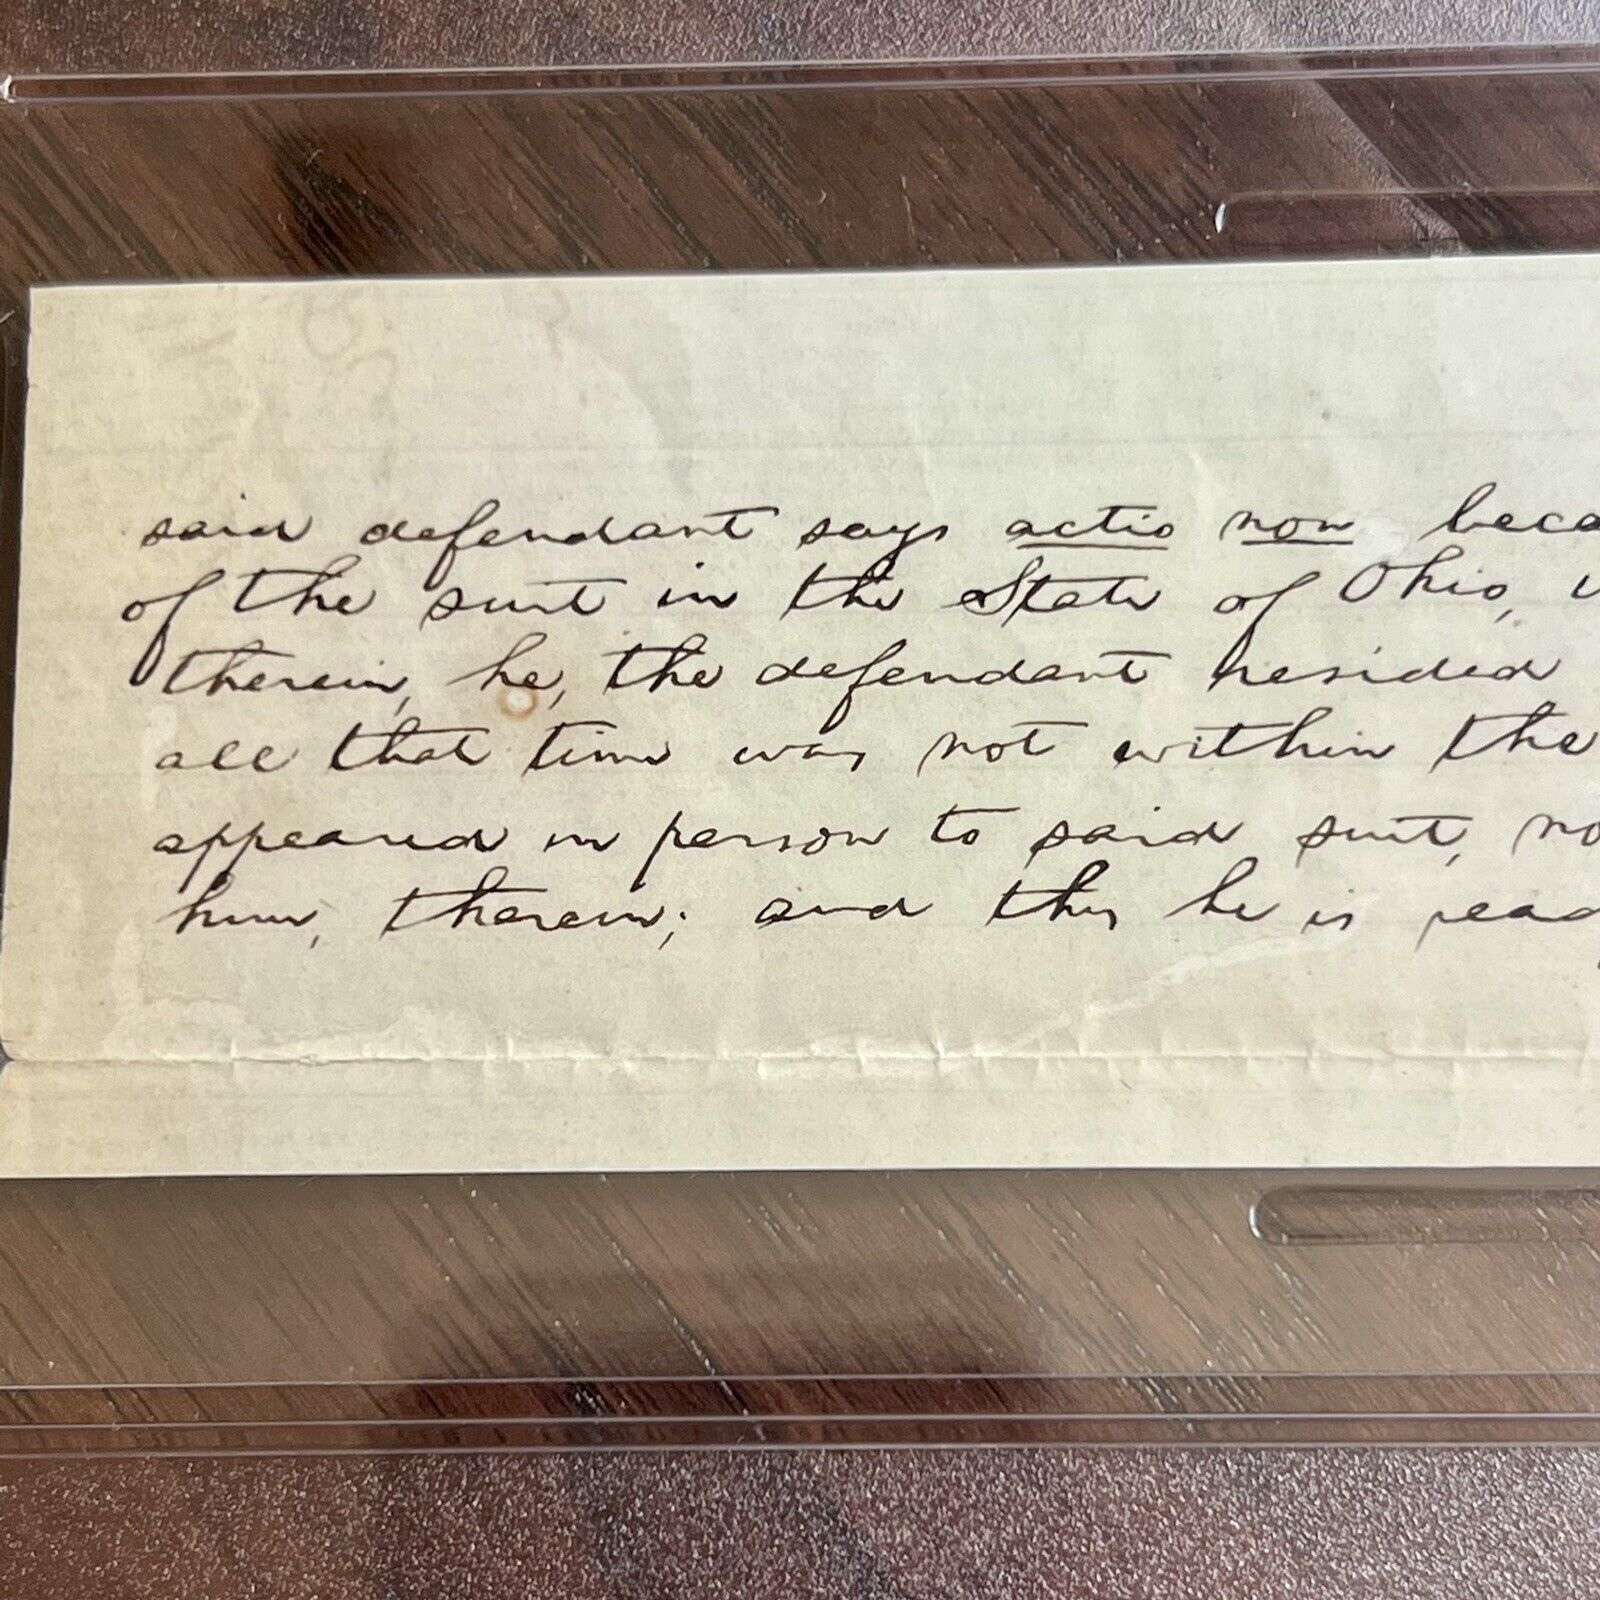 said defendant says actio non beca
of the suit in the State of Ohio,
therein, he, the defendant resided
all that time was not within the
appeared in person to said suit, no
him, therein; and this he is read